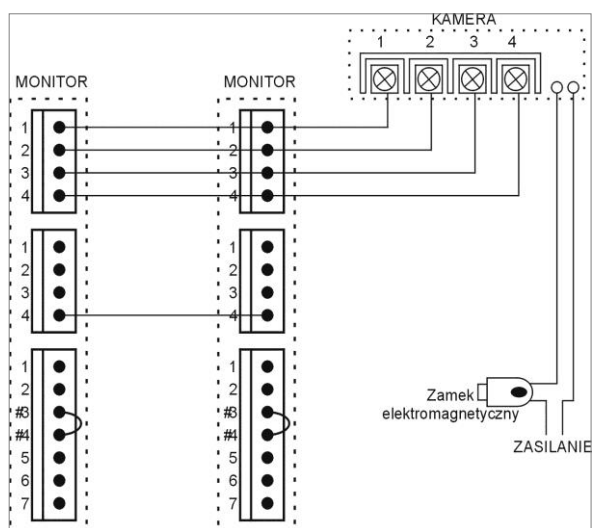 KAMERA
1 2 3 4
MONITOR MONITOR
1 1
2 2
3 3
4 4
1 1
2 2
3 3
4 4
1 1
2 2
#3 #3
#4 #4
5 5
6 6
7 7
Zamek
elektromagnetyczny
ZASILANIE